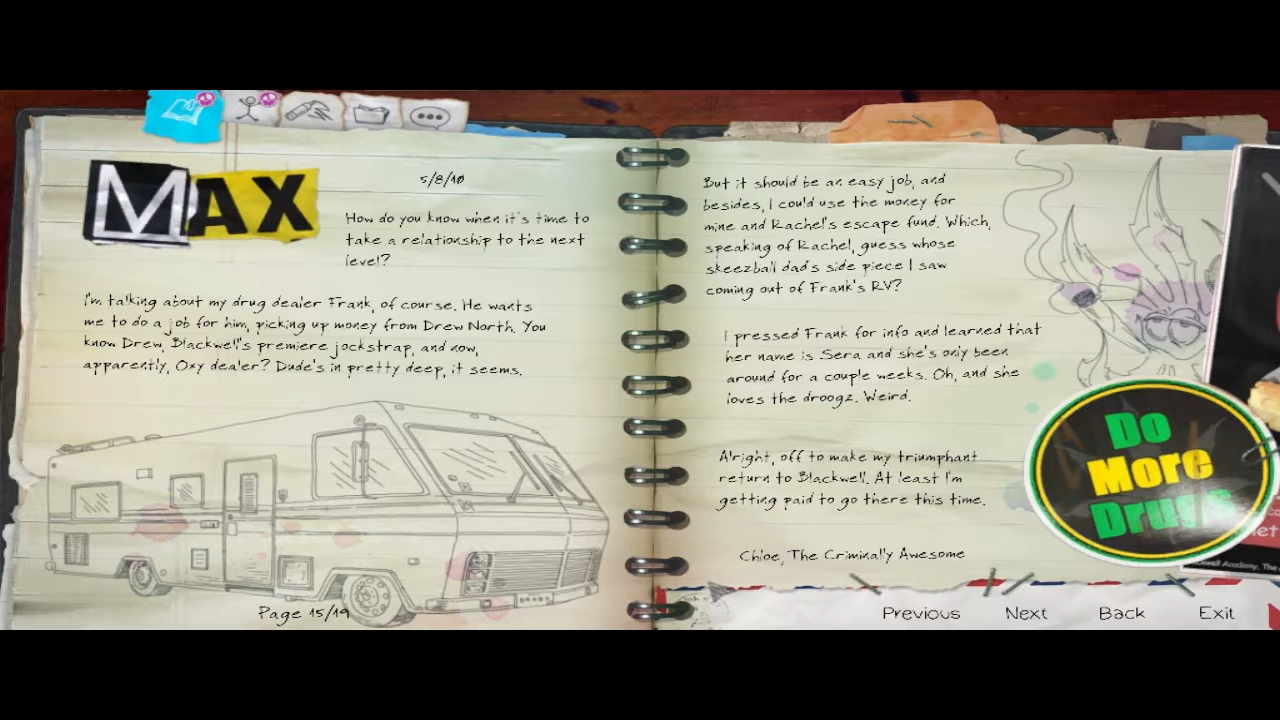 MAX
5/8/10
How do you know when it's time to
take a relationship to the next
level?
I'm talking about my drug dealer Frank, of course. He wants
me to do a job for him, picking up money from Drew North. You
know Drew, Blackwell's premiere jockstrap, and now,
apparently, Oxy dealer? Dude's in pretty deep, it seems.
Page 15/19
But it should be an easy job, and
besides, I could use the money for
mine and Rachel's escape fund. Which,
speaking of Rachel, guess whose
skeezball dad's side piece I saw
coming out of Frank's RV?
I pressed Frank for info and learned that
her name is Sera and she's only been
around for a couple weeks. Oh, and she
loves the droogz. Weird.
Alright, off to make my triumphant
return to Blackwell. At least I'm
getting paid to go there this time.
Chloe, The Criminally Awesome
Do
More
Drugs
Previous Next Back Exit